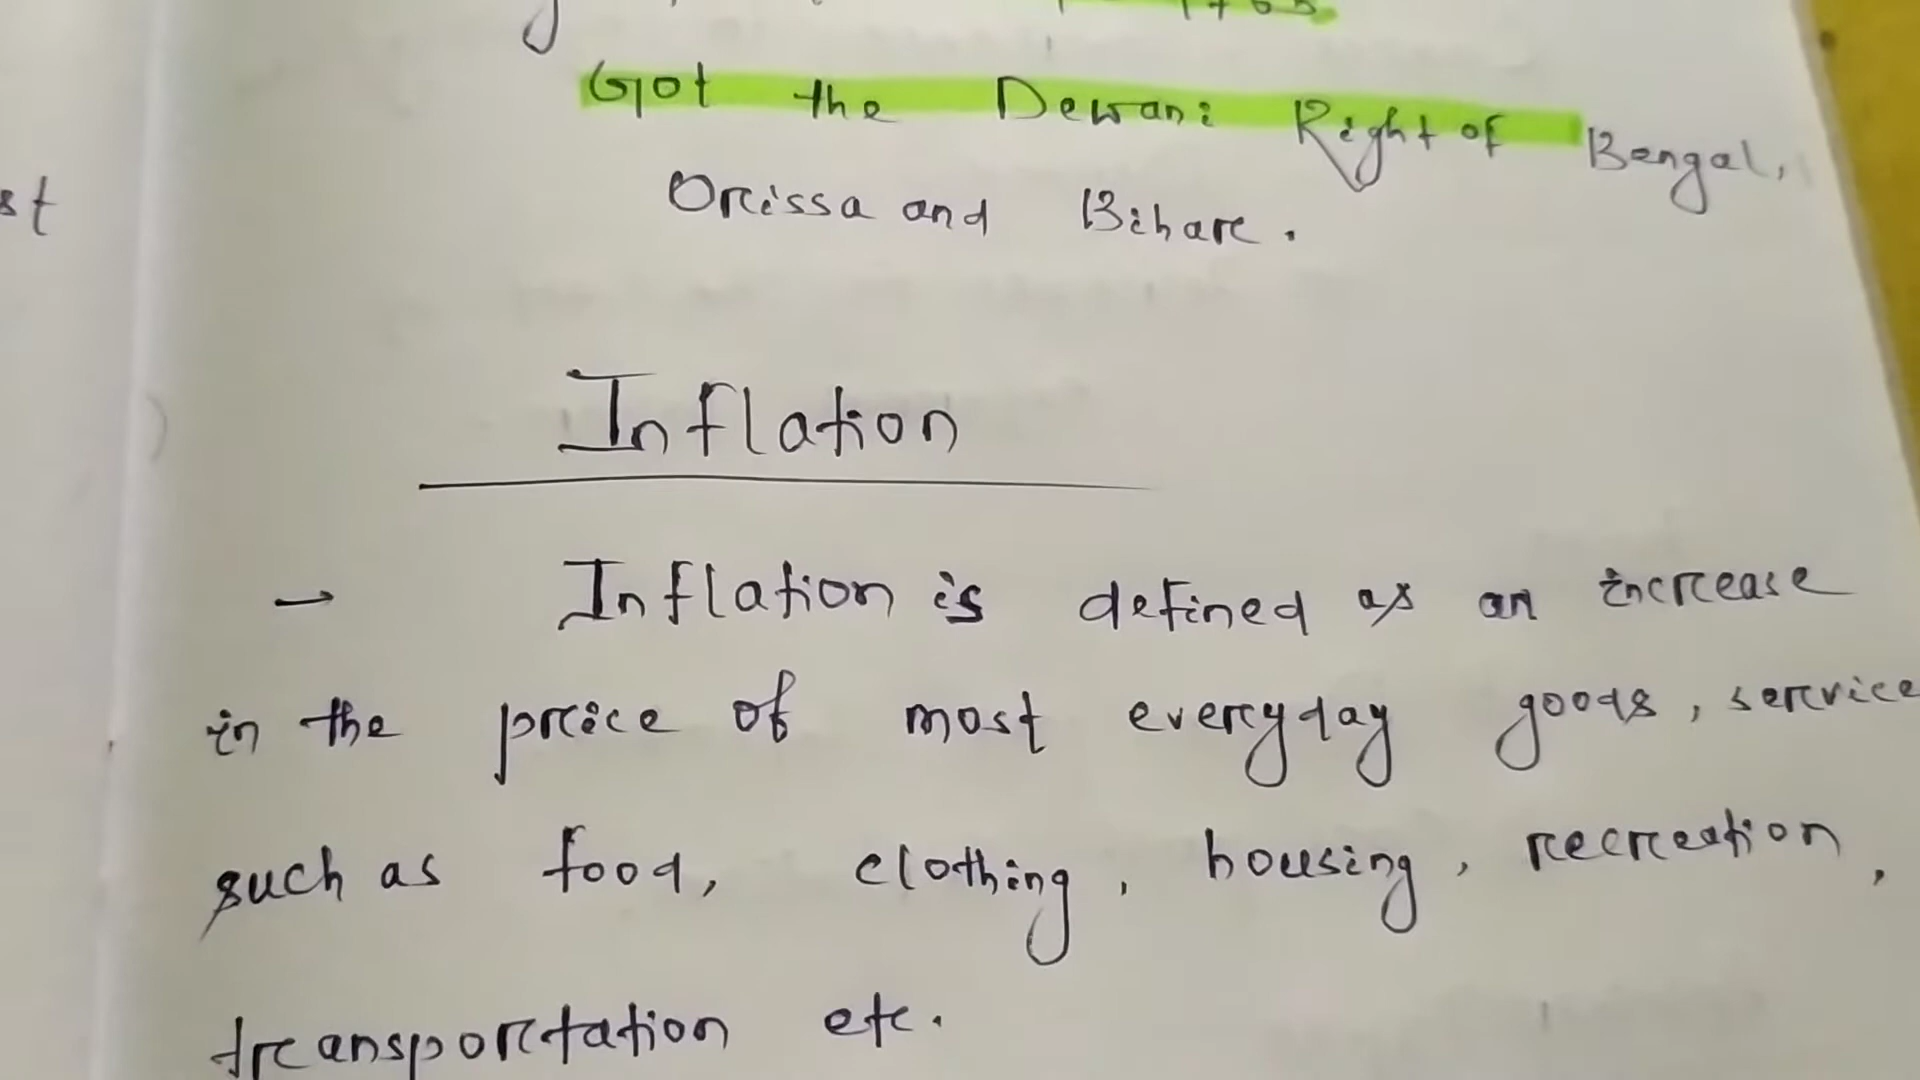 Got the Dewani Right of Bengal,
Orissa and Bihar.
Inflation
→ Inflation is defined as an increase
in the price of most everyday goods, service
such as food, clothing, housing, recreation,
transportation etc.